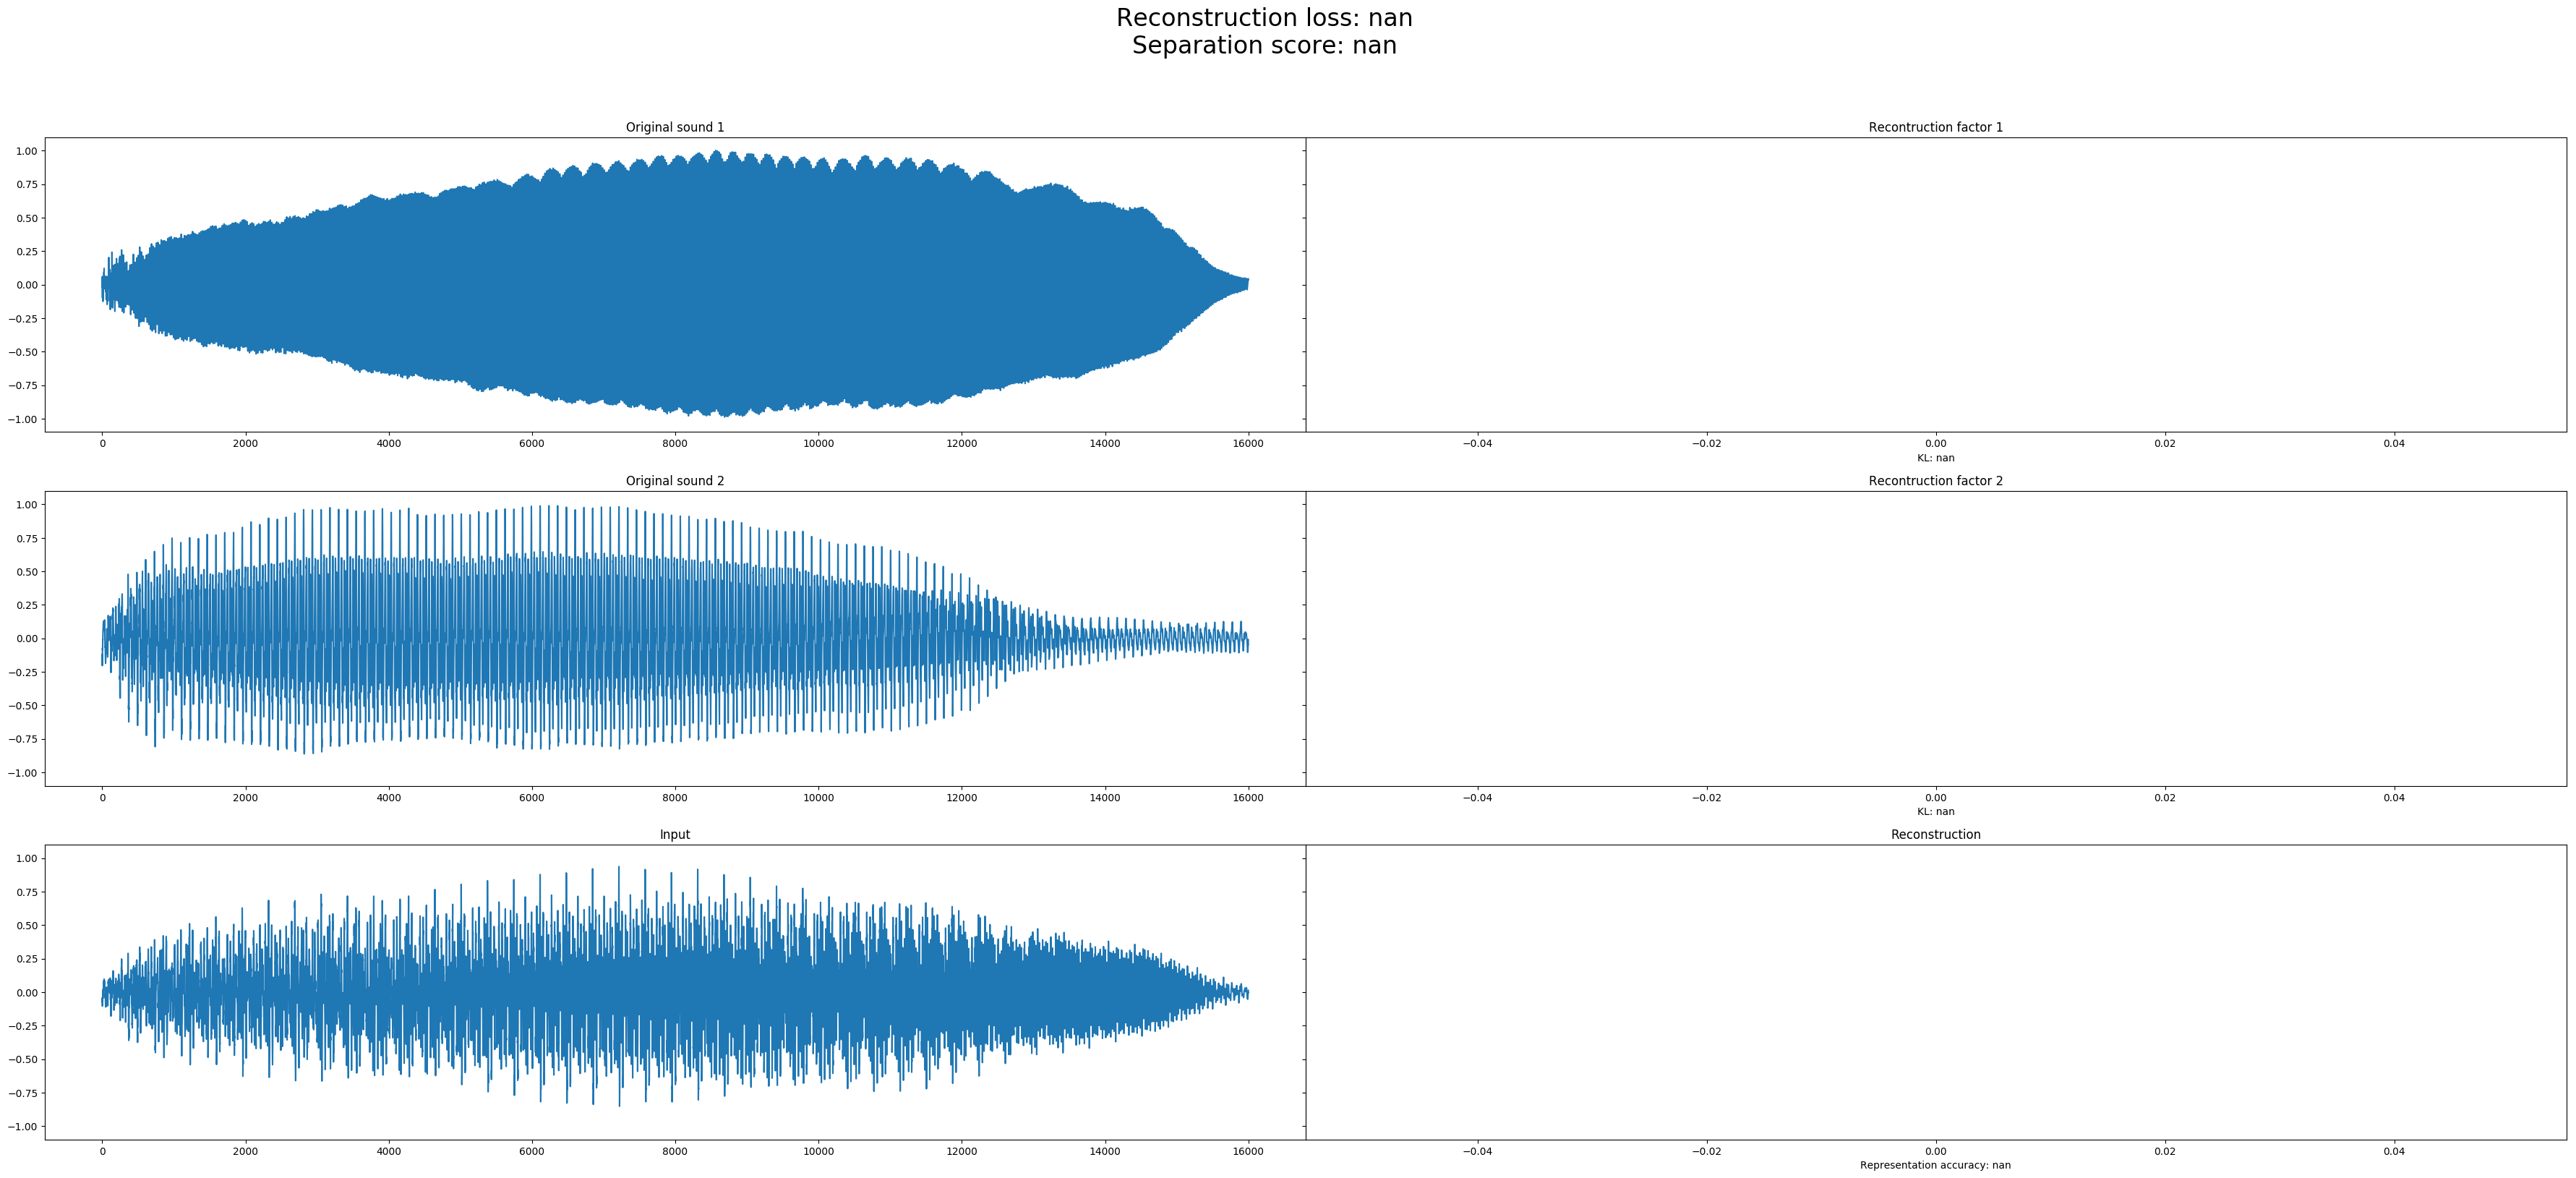 Reconstruction loss: nan
Separation score: nan
Original sound 1
Recontruction factor 1
1.00
0.75
0.50
0.25
0.00
−0.25
−0.50
−0.75
−1.00
0 2000 4000 6000 8000 10000 12000 14000 16000
−0.04 −0.02 0.00 0.02 0.04
KL: nan
Original sound 2
Recontruction factor 2
1.00
0.75
0.50
0.25
0.00
−0.25
−0.50
−0.75
−1.00
0 2000 4000 6000 8000 10000 12000 14000 16000
−0.04 −0.02 0.00 0.02 0.04
KL: nan
Input
Reconstruction
1.00
0.75
0.50
0.25
0.00
−0.25
−0.50
−0.75
−1.00
0 2000 4000 6000 8000 10000 12000 14000 16000
−0.04 −0.02 0.00 0.02 0.04
Representation accuracy: nan